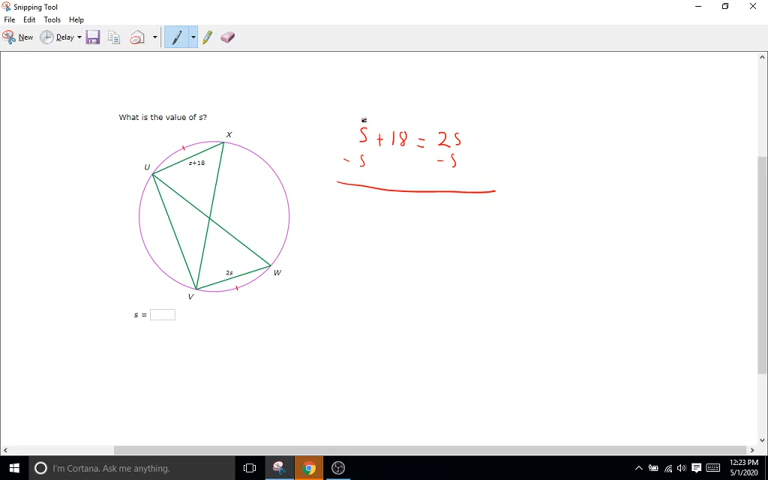 Snipping Tool
File Edit Tools Help
New Delay
What is the value of s?
X
U
s+18
2s
W
V
s =
s + 18 = 2s
- s - s
I'm Cortana. Ask me anything.
12:23 PM
5/1/2020